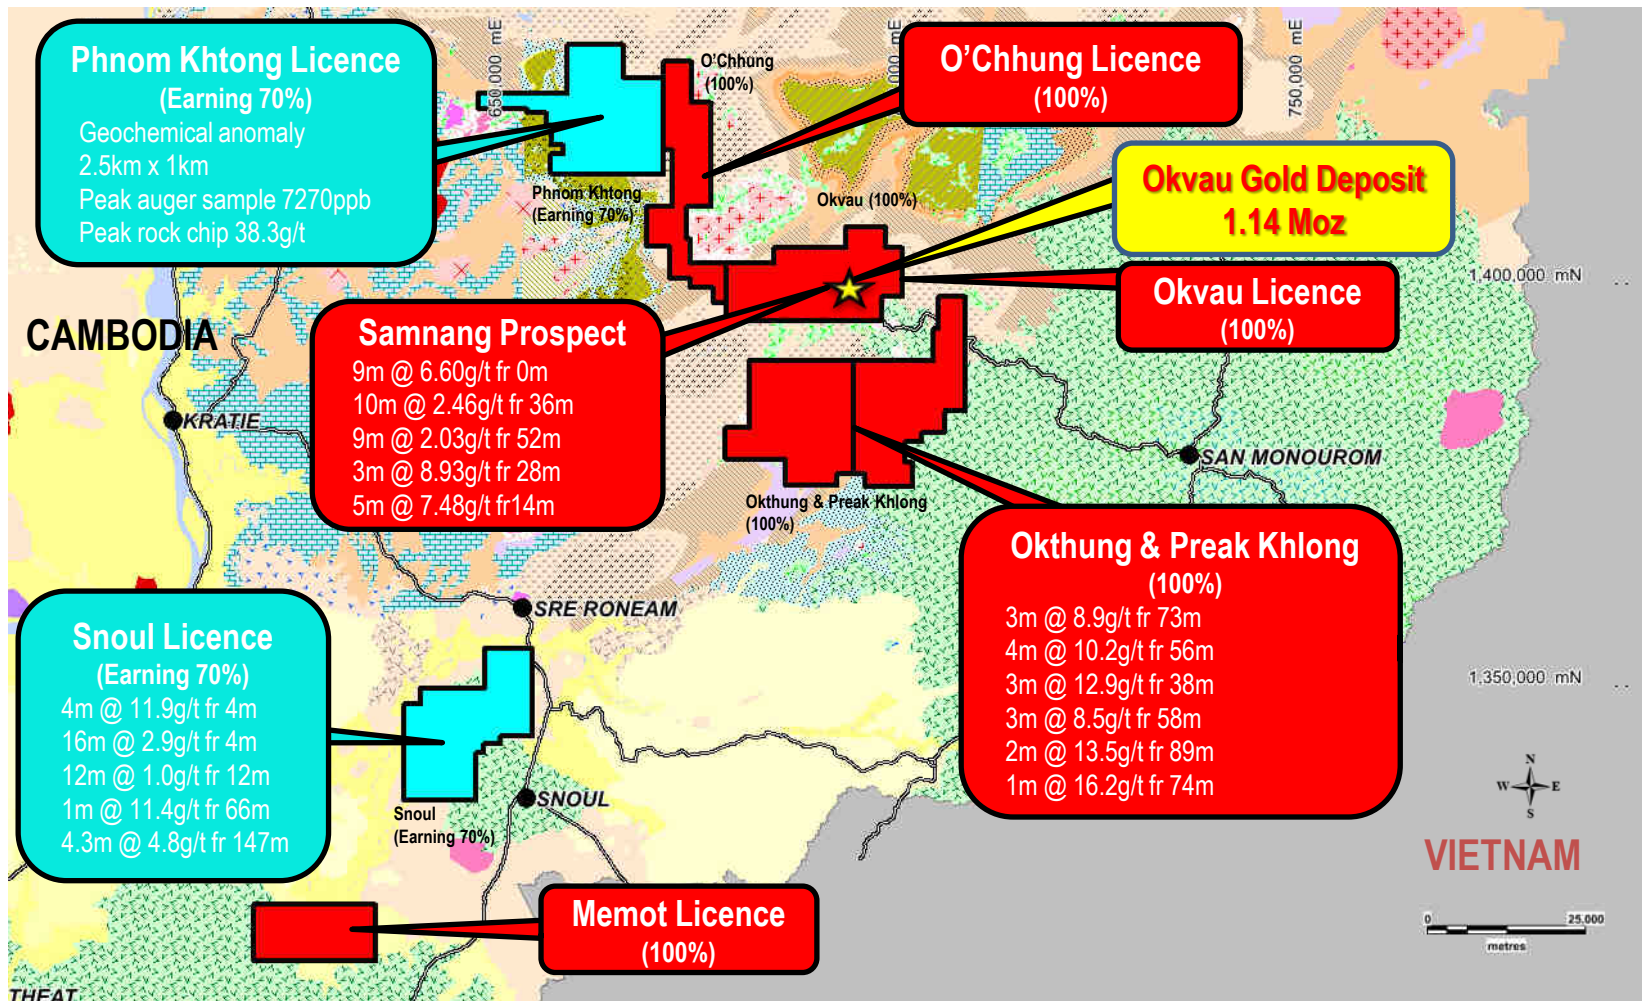 Phnom Khtong Licence
(Earning 70%)
Geochemical anomaly
2.5km x 1km
Peak auger sample 7270ppb
Peak rock chip 38.3g/t
650,000 mE
O'Chhung
(100%)
000 mE
O'Chhung Licence
(100%)
750,000 mE
Phnom Khtong
(Earning 70%)
Okvau (100%)
Okvau Gold Deposit
1.14 Moz
1,400,000 mN
Okvau Licence
(100%)
CAMBODIA
Samnang Prospect
9m @ 6.60g/t fr 0m
10m @ 2.46g/t fr 36m
9m @ 2.03g/t fr 52m
3m @ 8.93g/t fr 28m
5m @ 7.48g/t fr14m
KRATIE
SAN MONOUROM
Okthung & Preak Khlong
(100%)
Okthung & Preak Khlong
(100%)
3m @ 8.9g/t fr 73m
4m @ 10.2g/t fr 56m
3m @ 12.9g/t fr 38m
3m @ 8.5g/t fr 58m
2m @ 13.5g/t fr 89m
1m @ 16.2g/t fr 74m
SRE RONEAM
Snoul Licence
(Earning 70%)
4m @ 11.9g/t fr 4m
16m @ 2.9g/t fr 4m
12m @ 1.0g/t fr 12m
1m @ 11.4g/t fr 66m
4.3m @ 4.8g/t fr 147m
1,350,000 mN
SNOUL
Snoul
(Earning 70%)
N
W E
S
VIETNAM
Memot Licence
(100%)
0 25,000
metres
THEAT